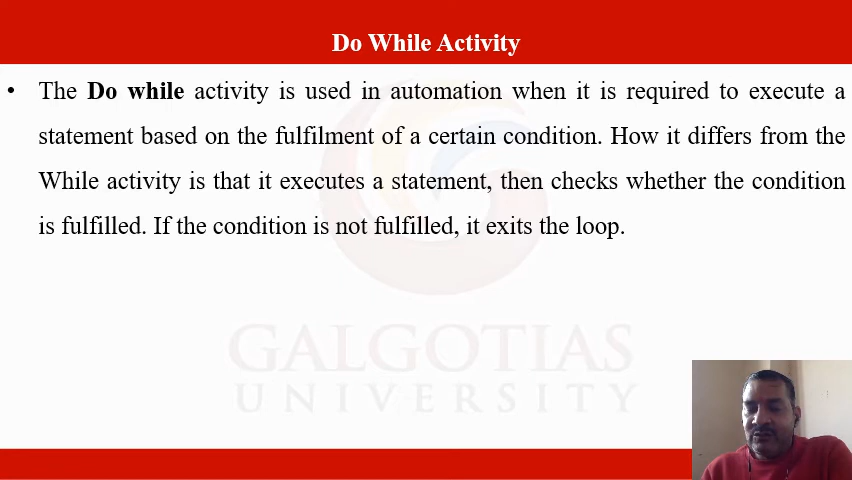 Do While Activity
• The Do while activity is used in automation when it is required to execute a
statement based on the fulfilment of a certain condition. How it differs from the
While activity is that it executes a statement, then checks whether the condition
is fulfilled. If the condition is not fulfilled, it exits the loop.
GALGOTIAS
UNIVERSITY